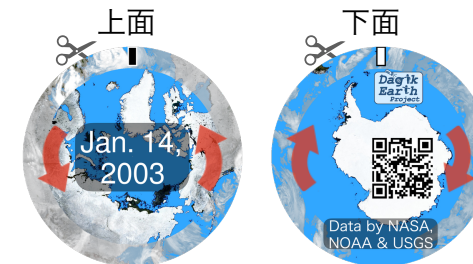 上面
下面
Jan. 14,
2003
Dagik
Earth
Project
Data by NASA,
NOAA & USGS